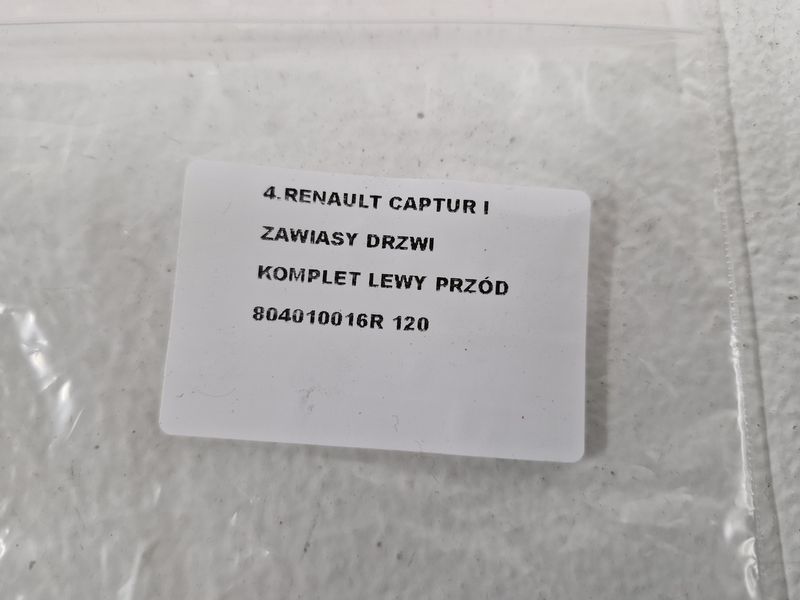 4.RENAULT CAPTUR I
ZAWIASY DRZWI
KOMPLET LEWY PRZÓD
804010016R 120